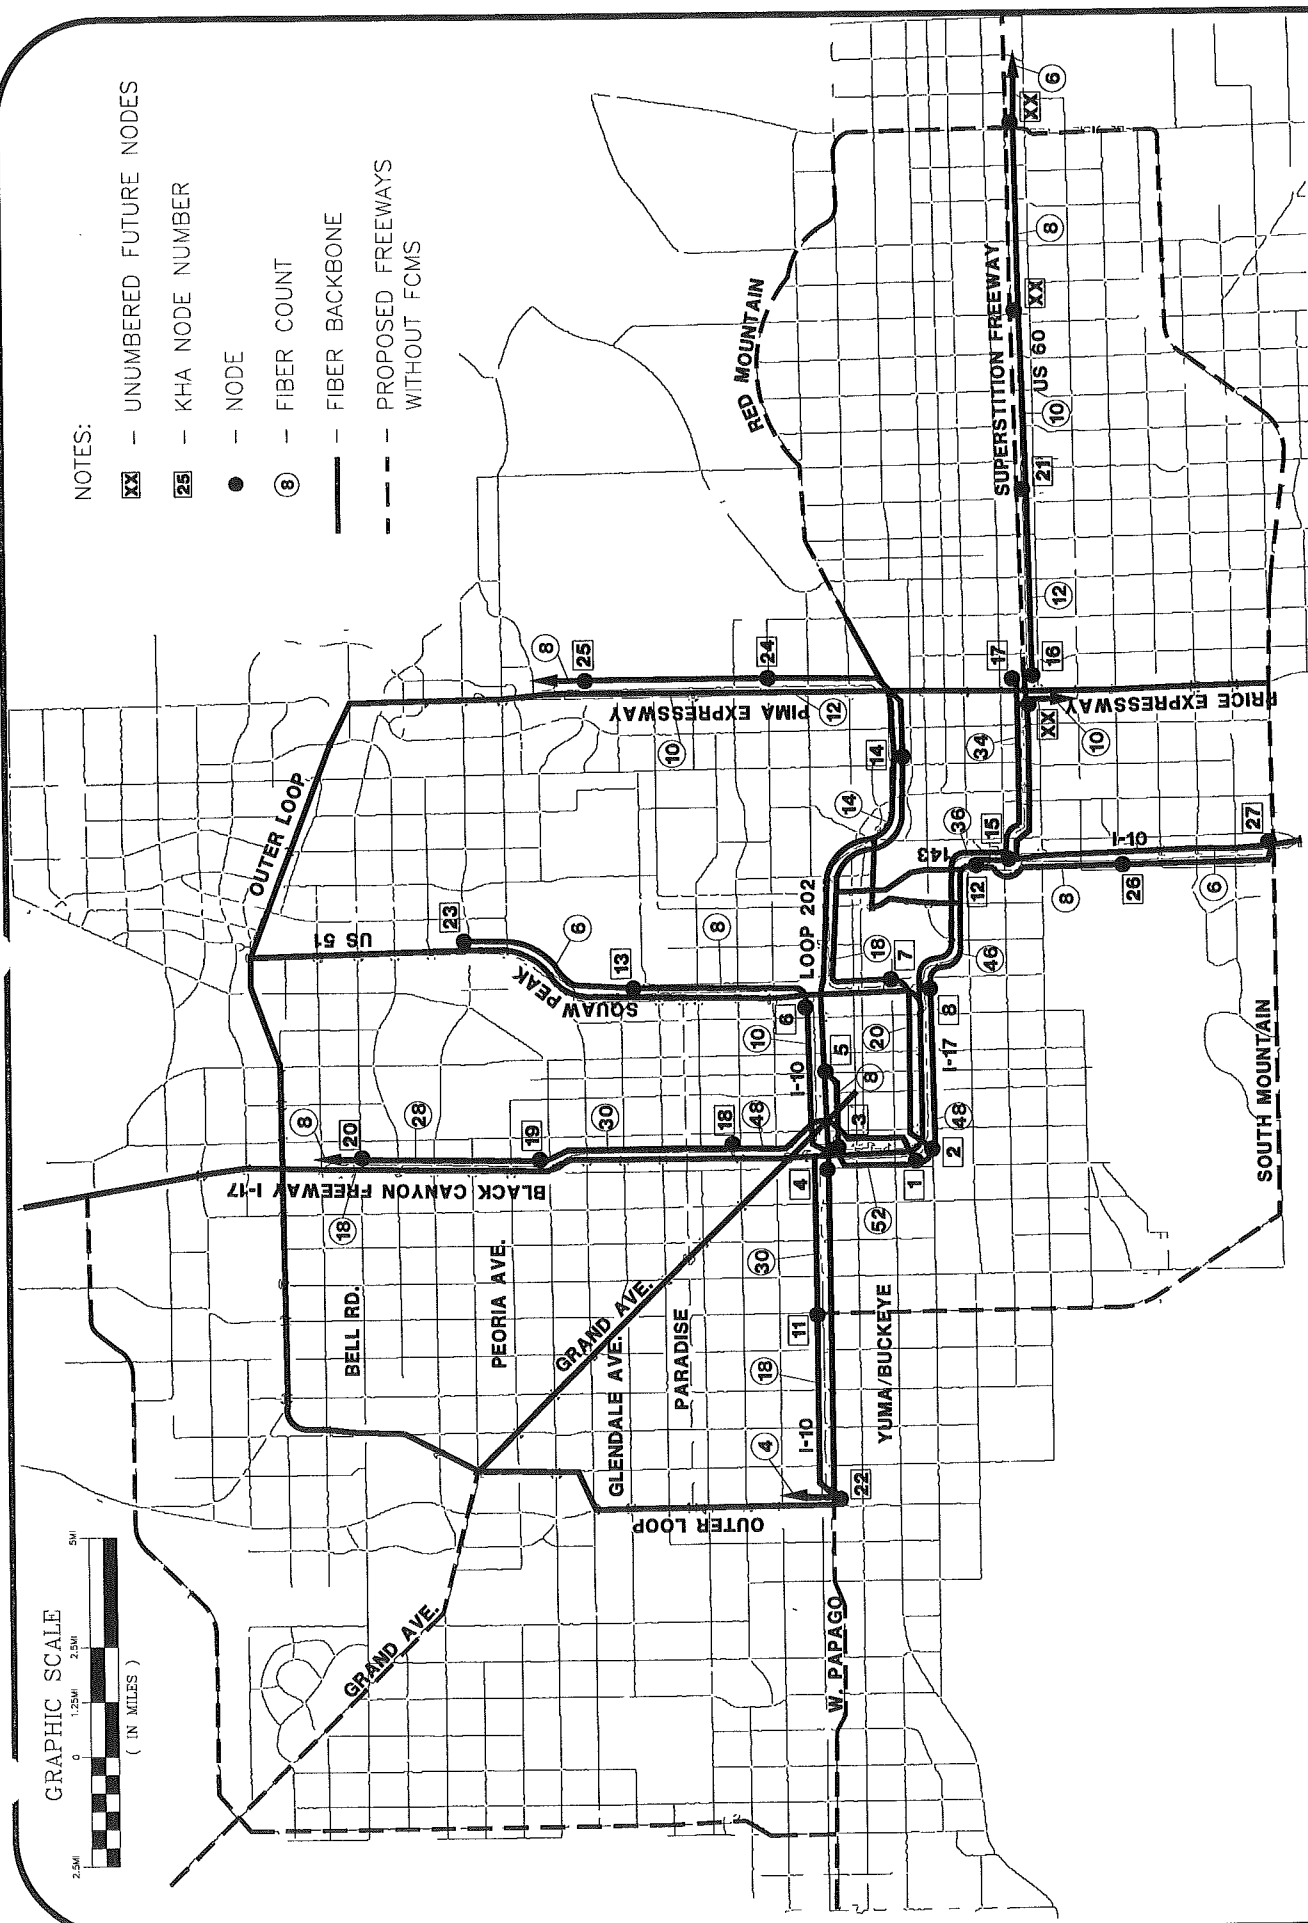 NOTES:
XX – UNUMBERED FUTURE NODES
25 – KHA NODE NUMBER
● – NODE
8 – FIBER COUNT
– FIBER BACKBONE
– PROPOSED FREEWAYS
WITHOUT FCMS
GRAPHIC SCALE
2.5MI 0 1.25MI 2.5MI 5MI
( IN MILES )
GRAND AVE.
OUTER LOOP
US 51
23
6
SQUAW PEAK
13
8
8
20
28
18
BLACK CANYON FREEWAY I-17
19
30
18
48
BELL RD.
PEORIA AVE.
GRAND AVE.
GLENDALE AVE.
PARADISE
OUTER LOOP
4
I-10
18
11
30
4
22
YUMA/BUCKEYE
W. PAPAGO
6
10
I-10
5
8
3
52
1
2
48
I-17
20
8
7
18
LOOP 202
46
143
12
36
15
14
14
8
25
24
PIMA EXPRESSWAY
10
12
RED MOUNTAIN
SUPERSTITION FREEWAY
US 60
17
16
12
21
10
XX
8
XX
6
34
XX
10
PRICE EXPRESSWAY
I-10
8
26
6
27
SOUTH MOUNTAIN